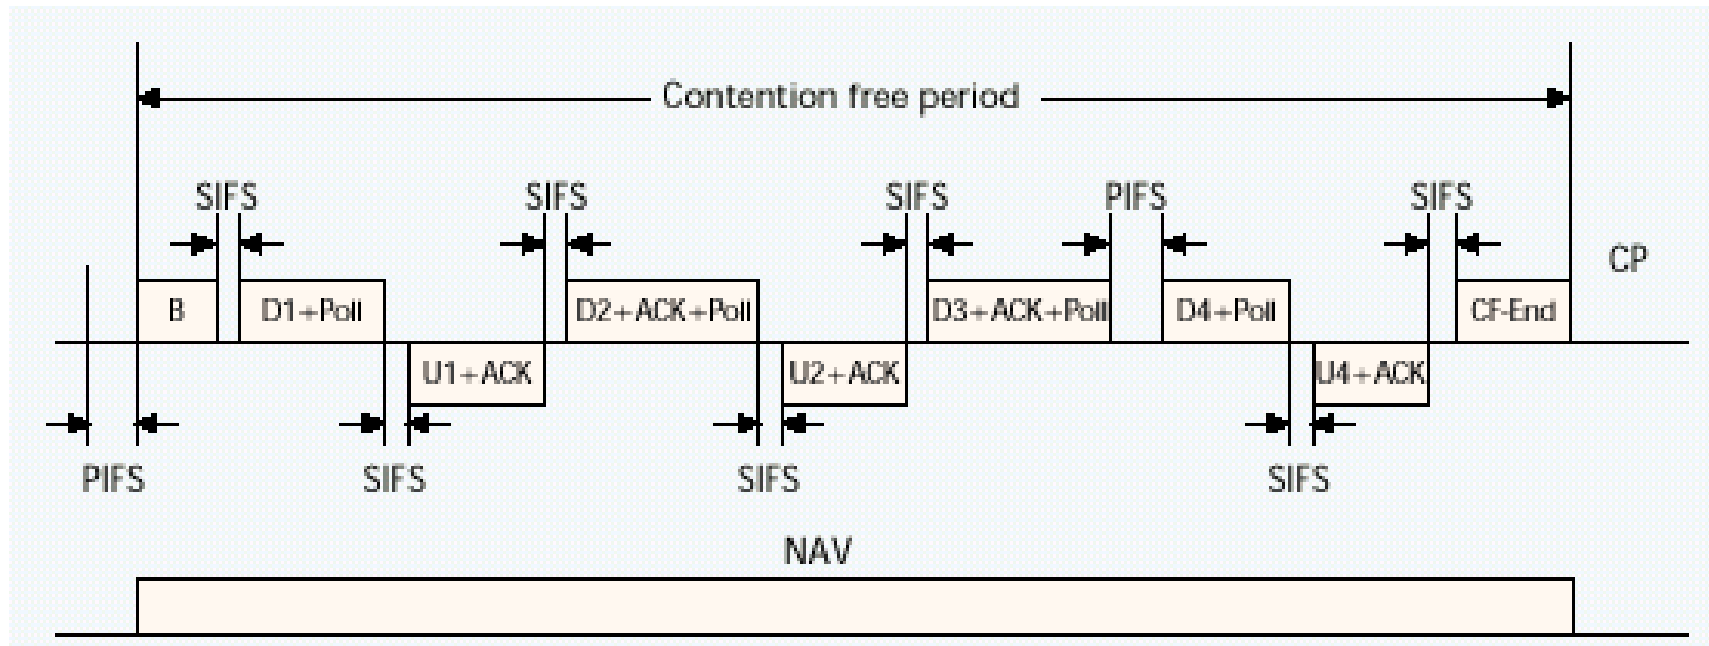 Contention free period
SIFS SIFS SIFS PIFS SIFS
CP
B D1+Poll D2+ACK+Poll D3+ACK+Poll D4+Poll CF-End
U1+ACK U2+ACK U4+ACK
PIFS SIFS SIFS SIFS
NAV